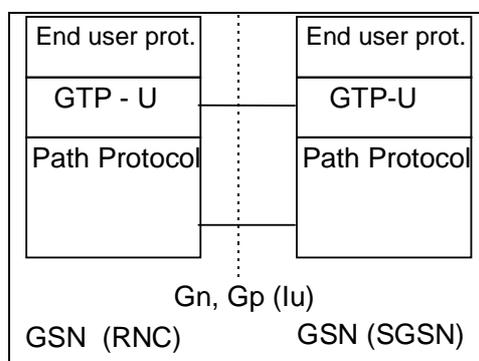 End user prot.
End user prot.
GTP - U
GTP-U
Path Protocol
Path Protocol
Gn, Gp (Iu)
GSN (RNC)
GSN (SGSN)